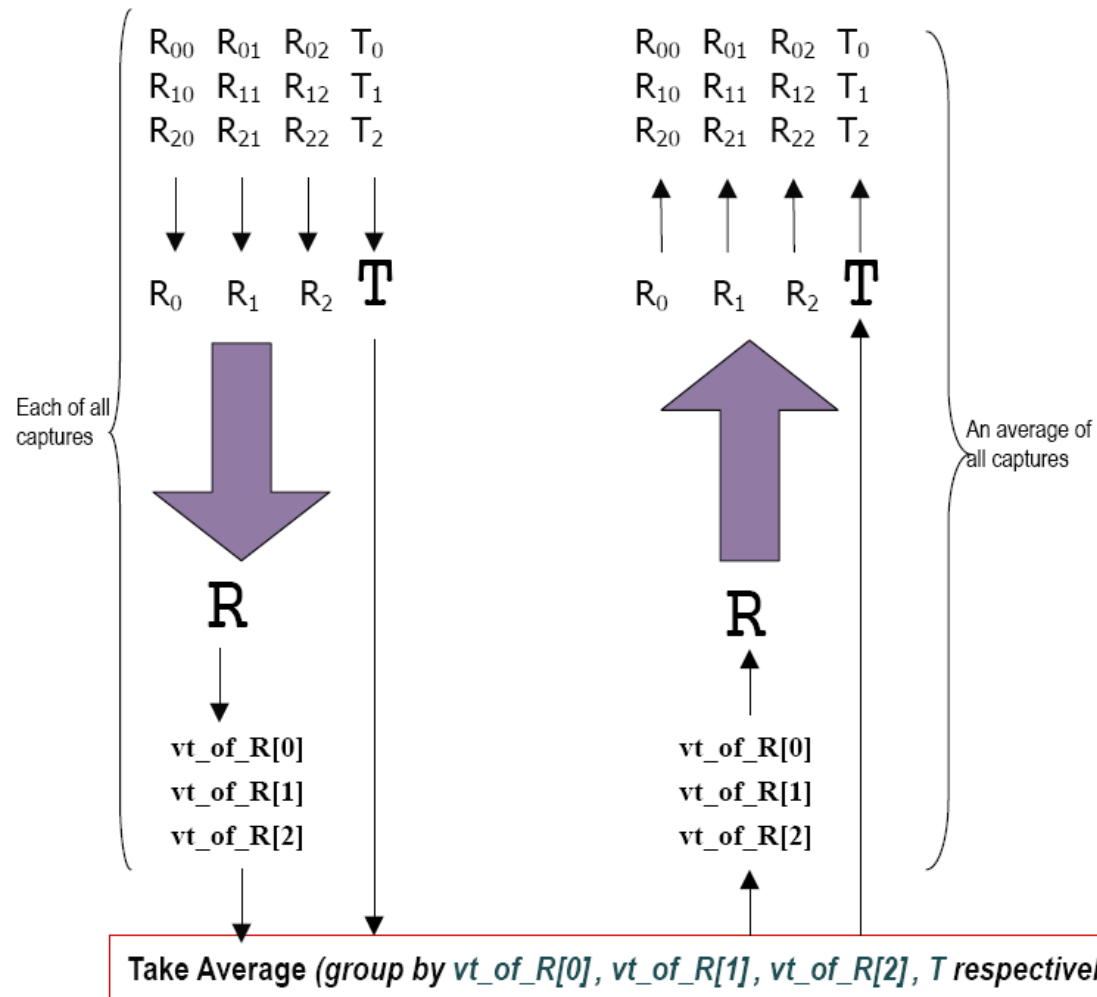 R00 R01 R02 T0
R10 R11 R12 T1
R20 R21 R22 T2
R0 R1 R2 T
Each of all
captures
R
vt_of_R[0]
vt_of_R[1]
vt_of_R[2]
R00 R01 R02 T0
R10 R11 R12 T1
R20 R21 R22 T2
R0 R1 R2 T
An average of
all captures
R
vt_of_R[0]
vt_of_R[1]
vt_of_R[2]
Take Average (group by vt_of_R[0] , vt_of_R[1] , vt_of_R[2] , T